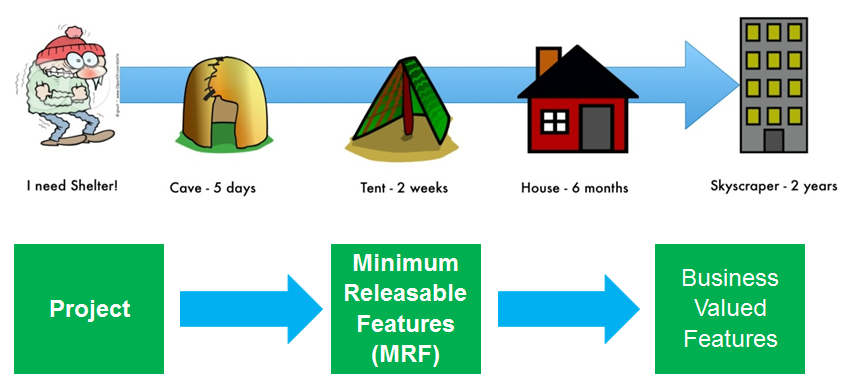 I need Shelter!
Cave - 5 days
Tent - 2 weeks
House - 6 months
Skyscraper - 2 years
Project
Minimum
Releasable
Features
(MRF)
Business
Valued
Features